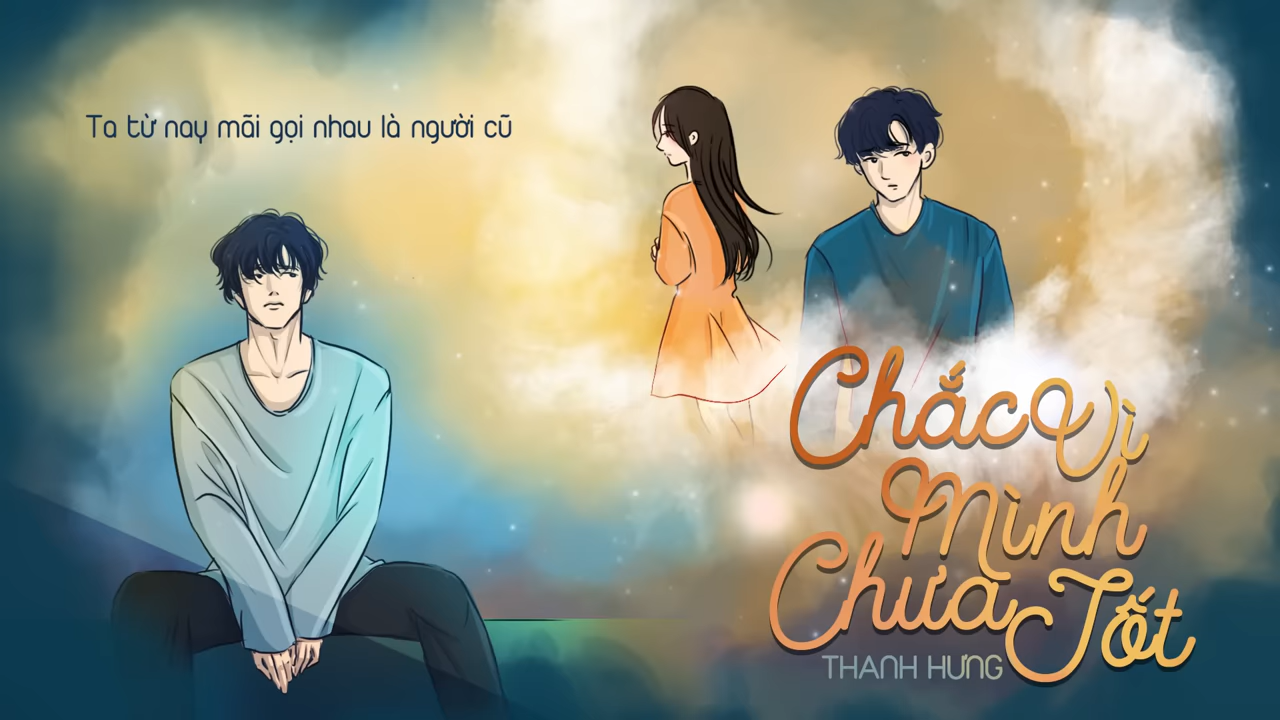 Ta từ nay mãi gọi nhau là người cũ
Chắc Vì
Mình
Chưa Tốt
THANH HƯNG